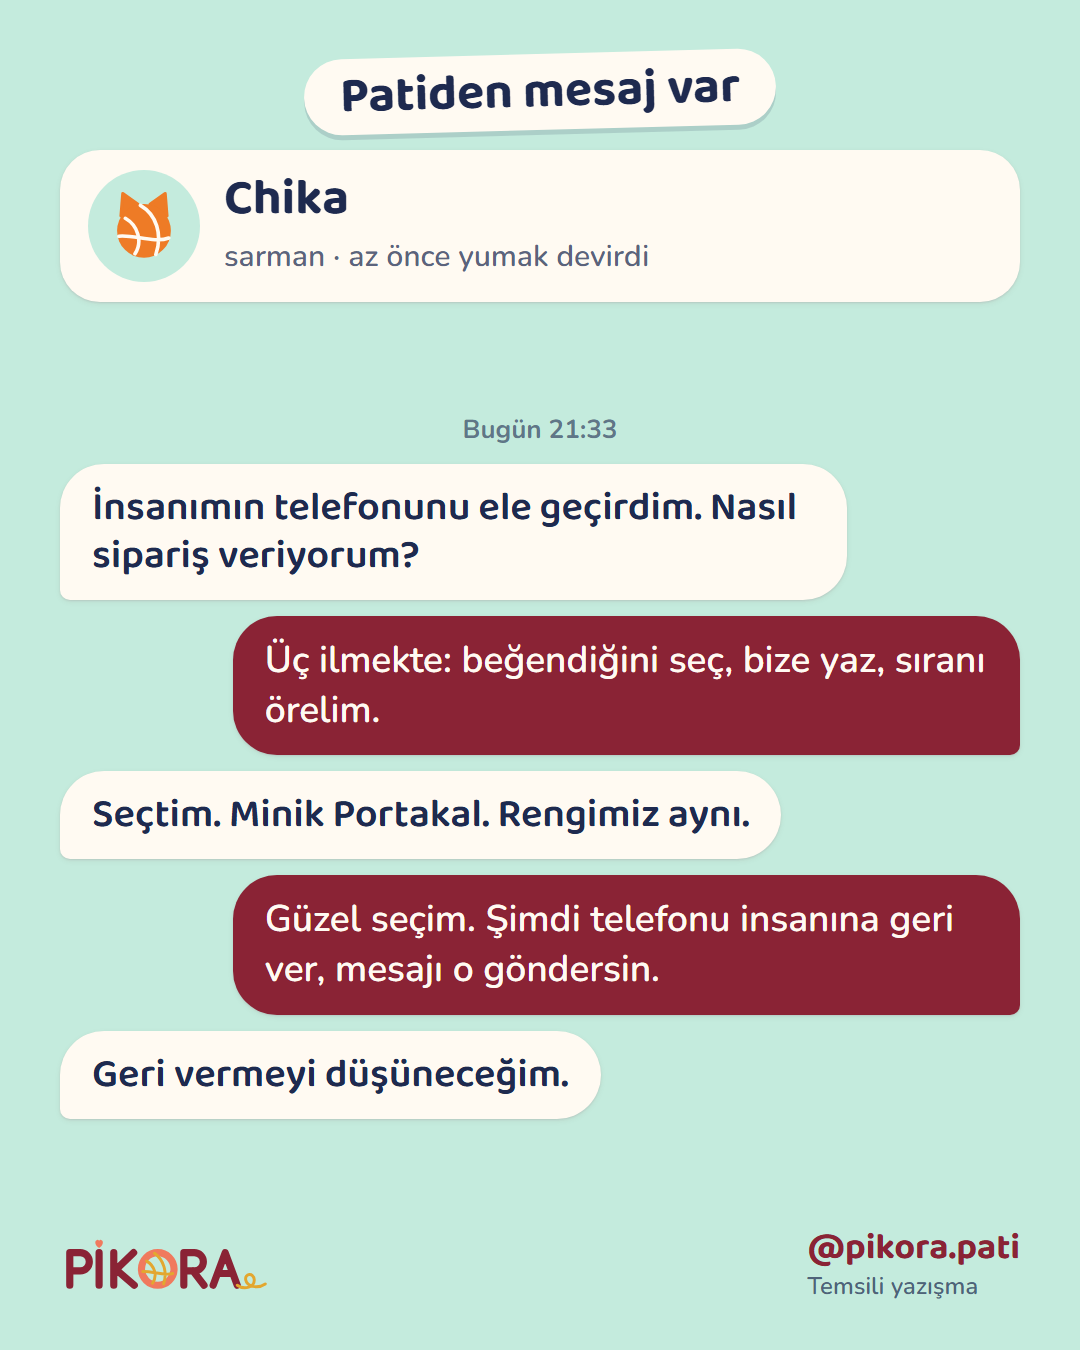 Patiden mesaj var
Chika
sarman · az önce yumak devirdi
Bugün 21:33
İnsanımın telefonunu ele geçirdim. Nasıl
sipariş veriyorum?
Üç ilmekte: beğendiğini seç, bize yaz, sıranı
örelim.
Seçtim. Minik Portakal. Rengimiz aynı.
Güzel seçim. Şimdi telefonu insanına geri
ver, mesajı o göndersin.
Geri vermeyi düşüneceğim.
PİKORA
@pikora.pati
Temsili yazışma